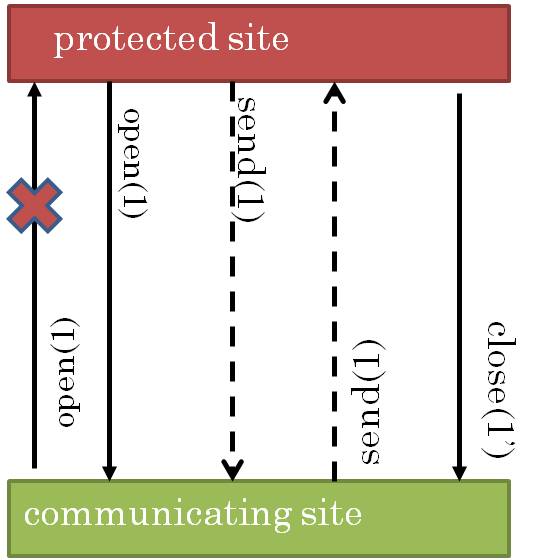 protected site
open(1)
open(1)
send(1)
send(1)
close(1')
communicating site